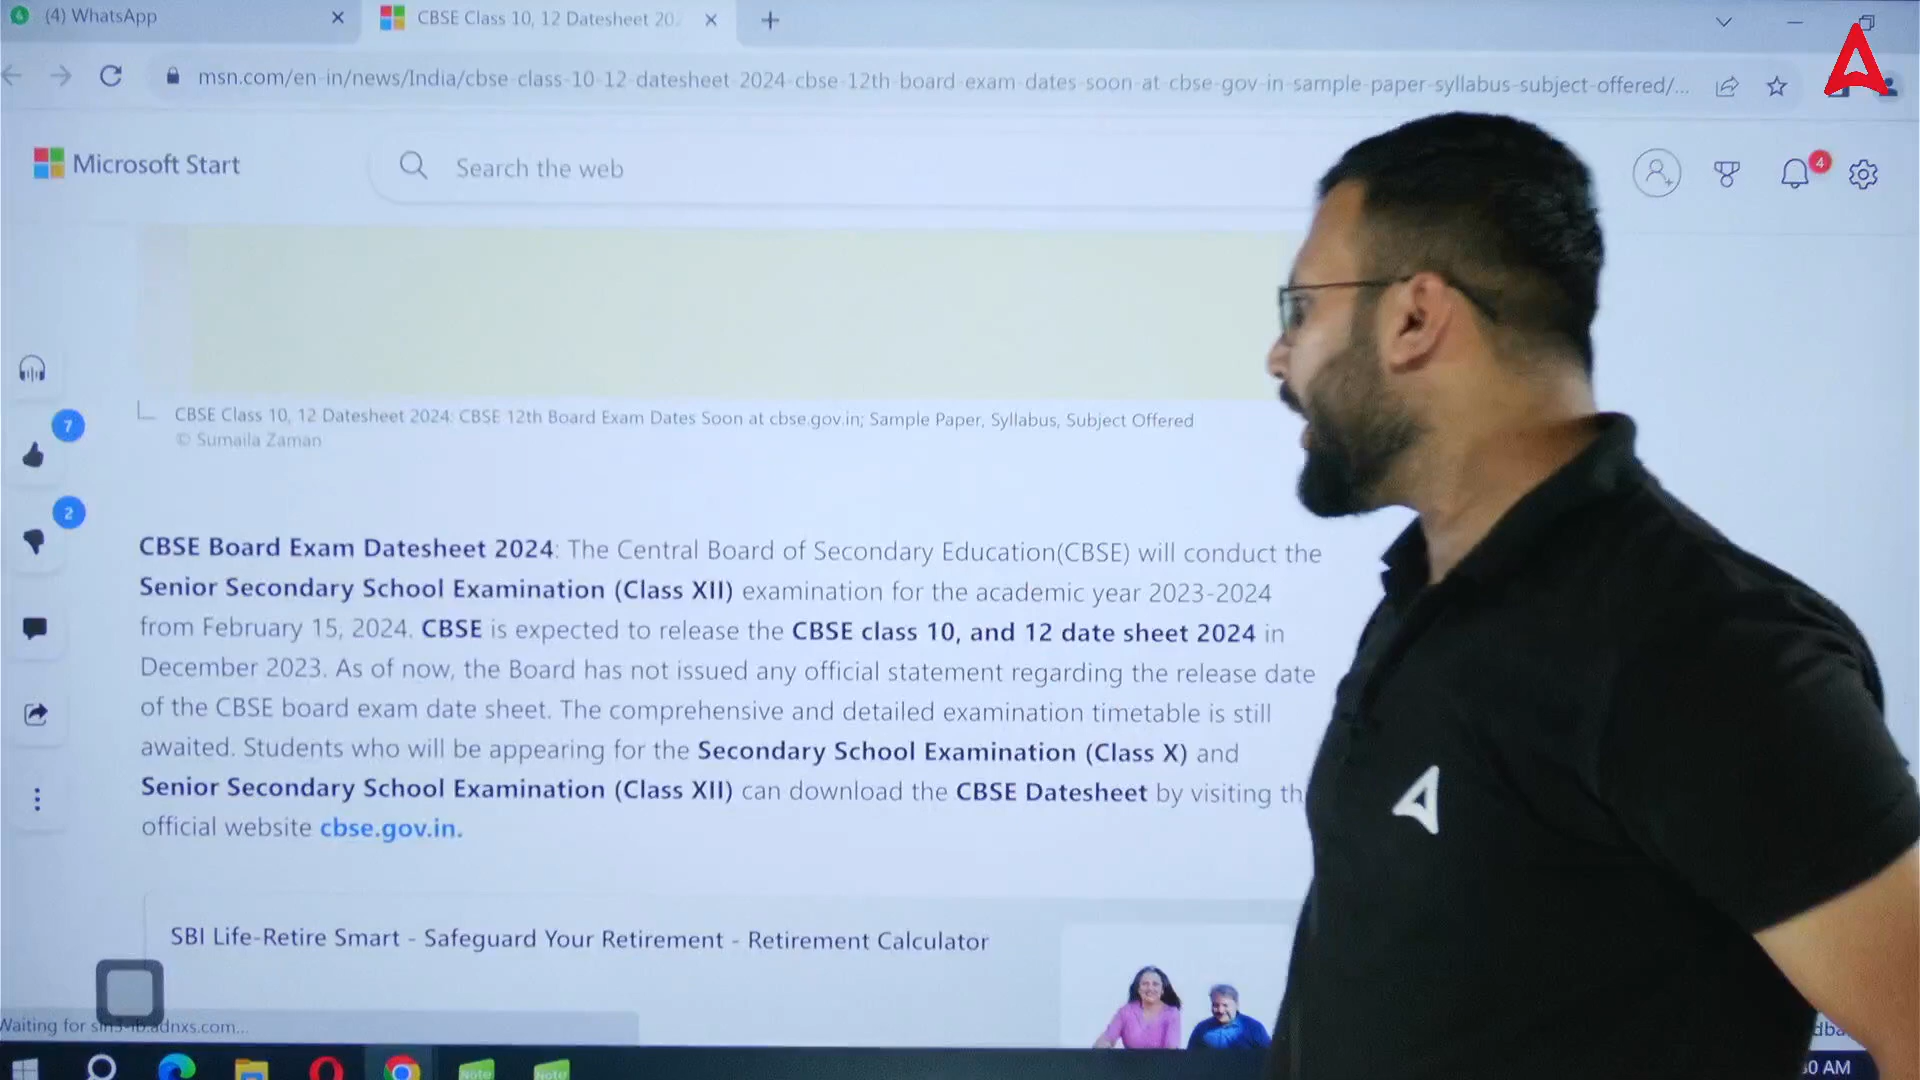 (4) WhatsApp
CBSE Class 10, 12 Datesheet 20
msn.com/en-in/news/India/cbse-class-10-12-datesheet-2024-cbse-12th-board-exam-dates-soon-at-cbse-gov-in-sample-paper-syllabus-subject-offered/...
Microsoft Start
Search the web
4
CBSE Class 10, 12 Datesheet 2024: CBSE 12th Board Exam Dates Soon at cbse.gov.in; Sample Paper, Syllabus, Subject Offered
© Sumaila Zaman
7
2
CBSE Board Exam Datesheet 2024: The Central Board of Secondary Education(CBSE) will conduct the
Senior Secondary School Examination (Class XII) examination for the academic year 2023-2024
from February 15, 2024. CBSE is expected to release the CBSE class 10, and 12 date sheet 2024 in
December 2023. As of now, the Board has not issued any official statement regarding the release date
of the CBSE board exam date sheet. The comprehensive and detailed examination timetable is still
awaited. Students who will be appearing for the Secondary School Examination (Class X) and
Senior Secondary School Examination (Class XII) can download the CBSE Datesheet by visiting th
official website cbse.gov.in.
SBI Life-Retire Smart - Safeguard Your Retirement - Retirement Calculator
Waiting for
Note
Note
0 AM